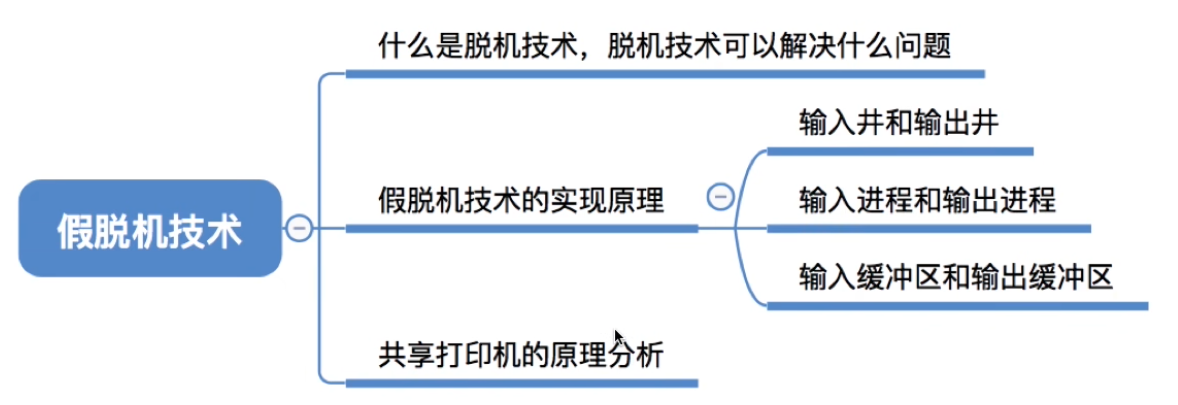 什么是脱机技术，脱机技术可以解决什么问题
输入井和输出井
假脱机技术
假脱机技术的实现原理
输入进程和输出进程
输入缓冲区和输出缓冲区
共享打印机的原理分析